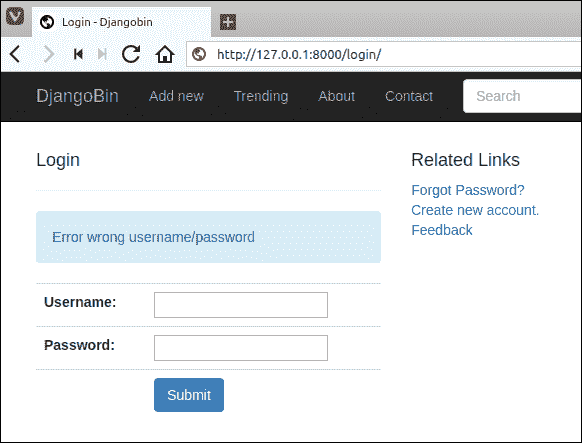 Login - Djangobin
http://127.0.0.1:8000/login/
DjangoBin Add new Trending About Contact Search
Login
Error wrong username/password
Username:
Password:
Submit
Related Links
Forgot Password?
Create new account.
Feedback